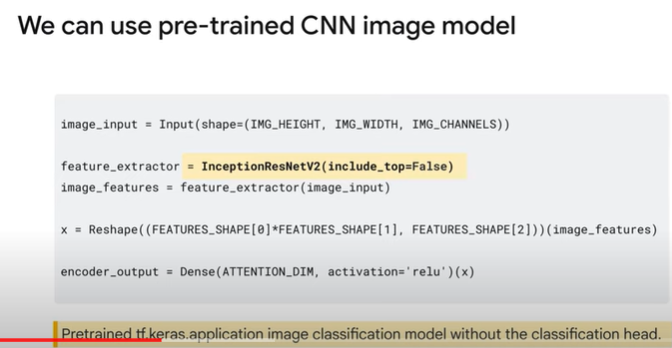 We can use pre-trained CNN image model
image_input = Input(shape=(IMG_HEIGHT, IMG_WIDTH, IMG_CHANNELS))
feature_extractor = InceptionResNetV2(include_top=False)
image_features = feature_extractor(image_input)
x = Reshape((FEATURES_SHAPE[0]*FEATURES_SHAPE[1], FEATURES_SHAPE[2]))(image_features)
encoder_output = Dense(ATTENTION_DIM, activation='relu')(x)
Pretrained tf.keras.application image classification model without the classification head.